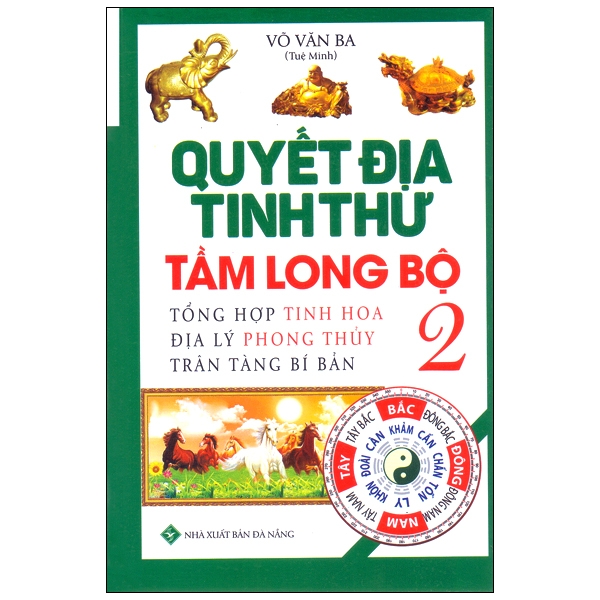 VÕ VĂN BA
(Tuệ Minh)
QUYẾT ĐỊA
TINH THƯ
TẦM LONG BỘ
TỔNG HỢP TINH HOA
ĐỊA LÝ PHONG THỦY
TRÂN TÀNG BÍ BẢN
2
BẮC
ĐÔNG BẮC
ĐÔNG
ĐÔNG NAM
NAM
TÂY NAM
TÂY
TÂY BẮC
KHẢM CẤN CHẤN TỐN LY KHÔN ĐOÀI CÀN
NHÀ XUẤT BẢN ĐÀ NẴNG